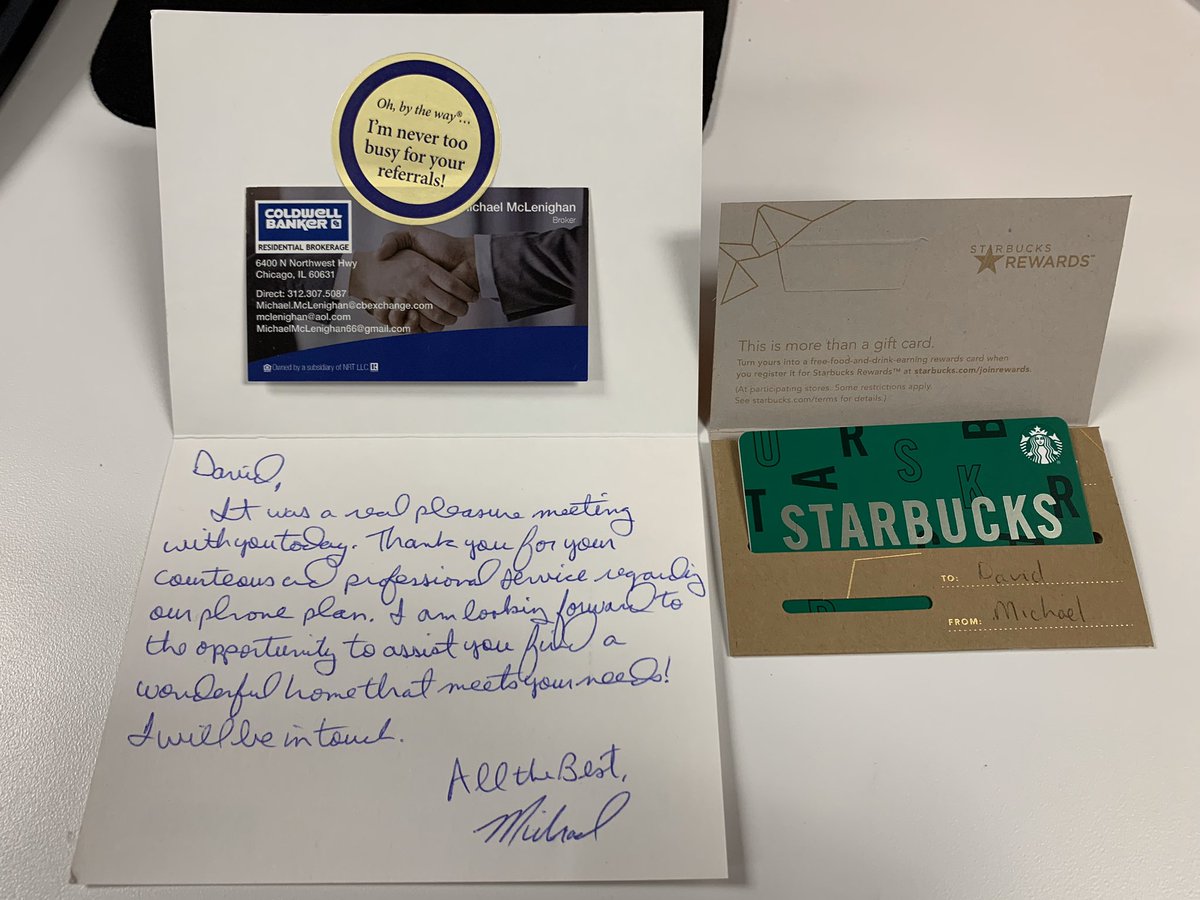 Oh, by the way®...
I'm never too
busy for your
referrals!
COLDWELL
BANKER
RESIDENTIAL BROKERAGE
ichael McLenighan
Broker
6400 N Northwest Hwy
Chicago, IL 60631
Direct: 312.307.5087
Michael.McLenighan@cbexchange.com
mclenighan@aol.com
MichaelMcLenighan66@gmail.com
Owned by a subsidiary of NRT LLC
David,
It was a real pleasure meeting
with you today. Thank you for your
courteous and professional service regarding
our phone plan. I am looking forward to
the opportunity to assist you find a
wonderful home that meets your needs!
I will be in touch.
All the Best,
Michael
STARBUCKS
REWARDS™
This is more than a gift card.
Turn yours into a free-food-and-drink-earning rewards card when
you register it for Starbucks Rewards™ at starbucks.com/joinrewards.
(At participating stores. Some restrictions apply.
See starbucks.com/terms for details.)
U R S B
T A S K R
STARBUCKS
TO: David
FROM: Michael